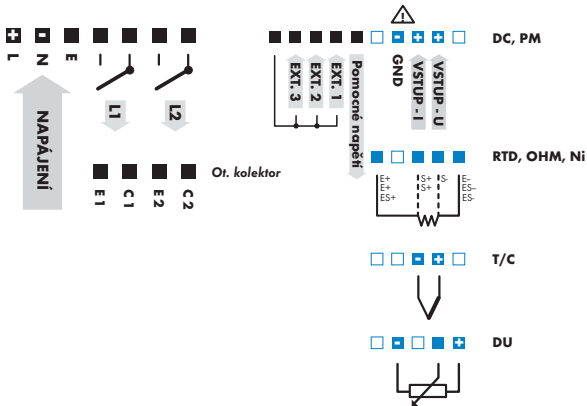 DC, PM
+ - 
L N E
NAPÁJENÍ
L1
L2
Ot. kolektor
E1 C1 E2 C2
EXT. 3
EXT. 2
EXT. 1
Pomocné napětí
- + +
GND
VSTUP - I
VSTUP - U
RTD, OHM, Ni
E+ S+ S- E–
E+ S+ ES–
ES+ ES-
- +
T/C
- +
DU